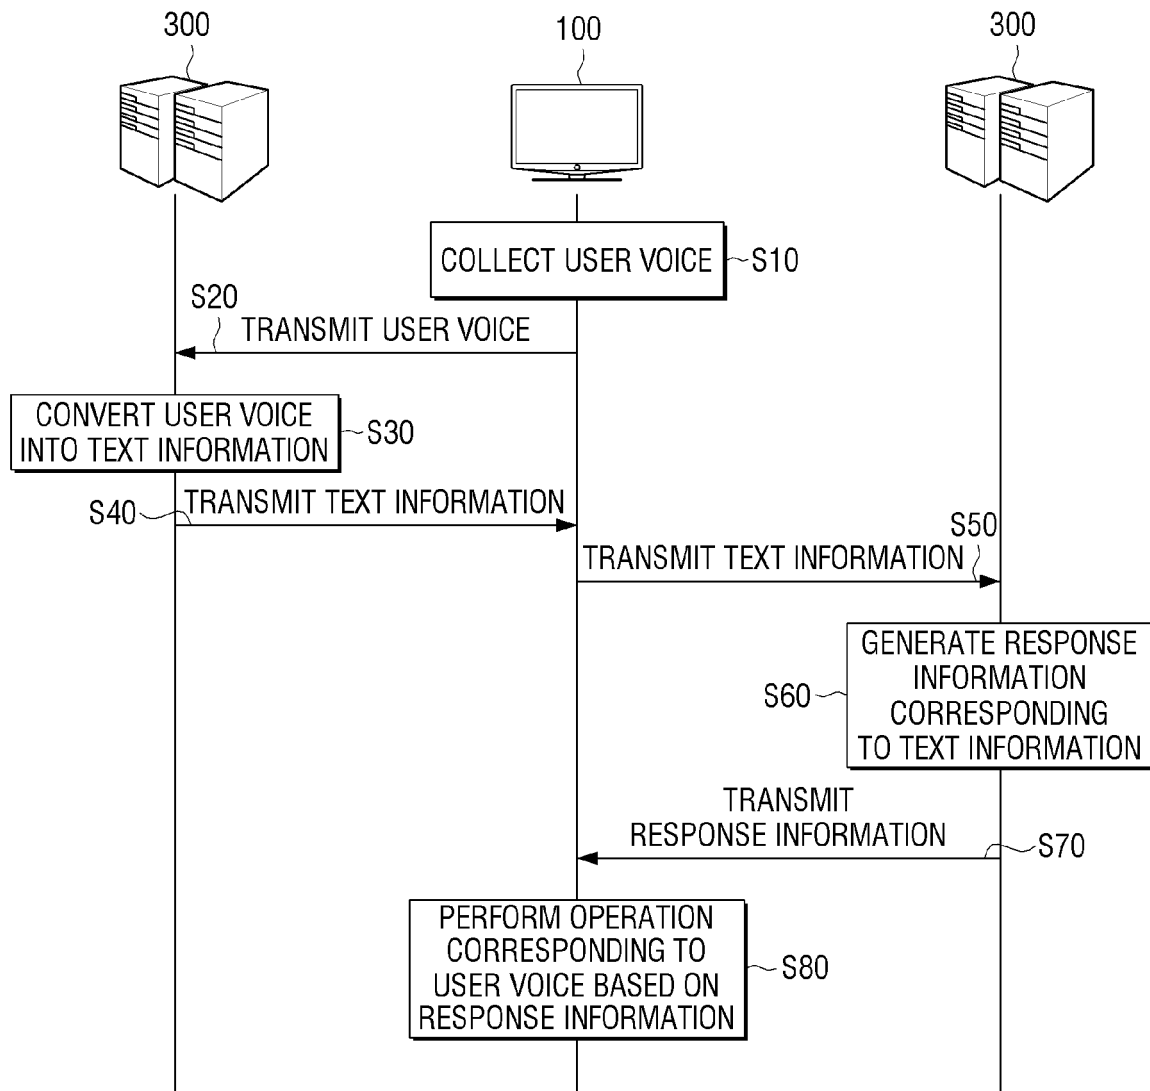 300
100
300
COLLECT USER VOICE
S10
S20
TRANSMIT USER VOICE
CONVERT USER VOICE
INTO TEXT INFORMATION
S30
TRANSMIT TEXT INFORMATION
S40
S50
TRANSMIT TEXT INFORMATION
GENERATE RESPONSE
INFORMATION
CORRESPONDING
TO TEXT INFORMATION
S60
TRANSMIT
RESPONSE INFORMATION
S70
PERFORM OPERATION
CORRESPONDING TO
USER VOICE BASED ON
RESPONSE INFORMATION
S80